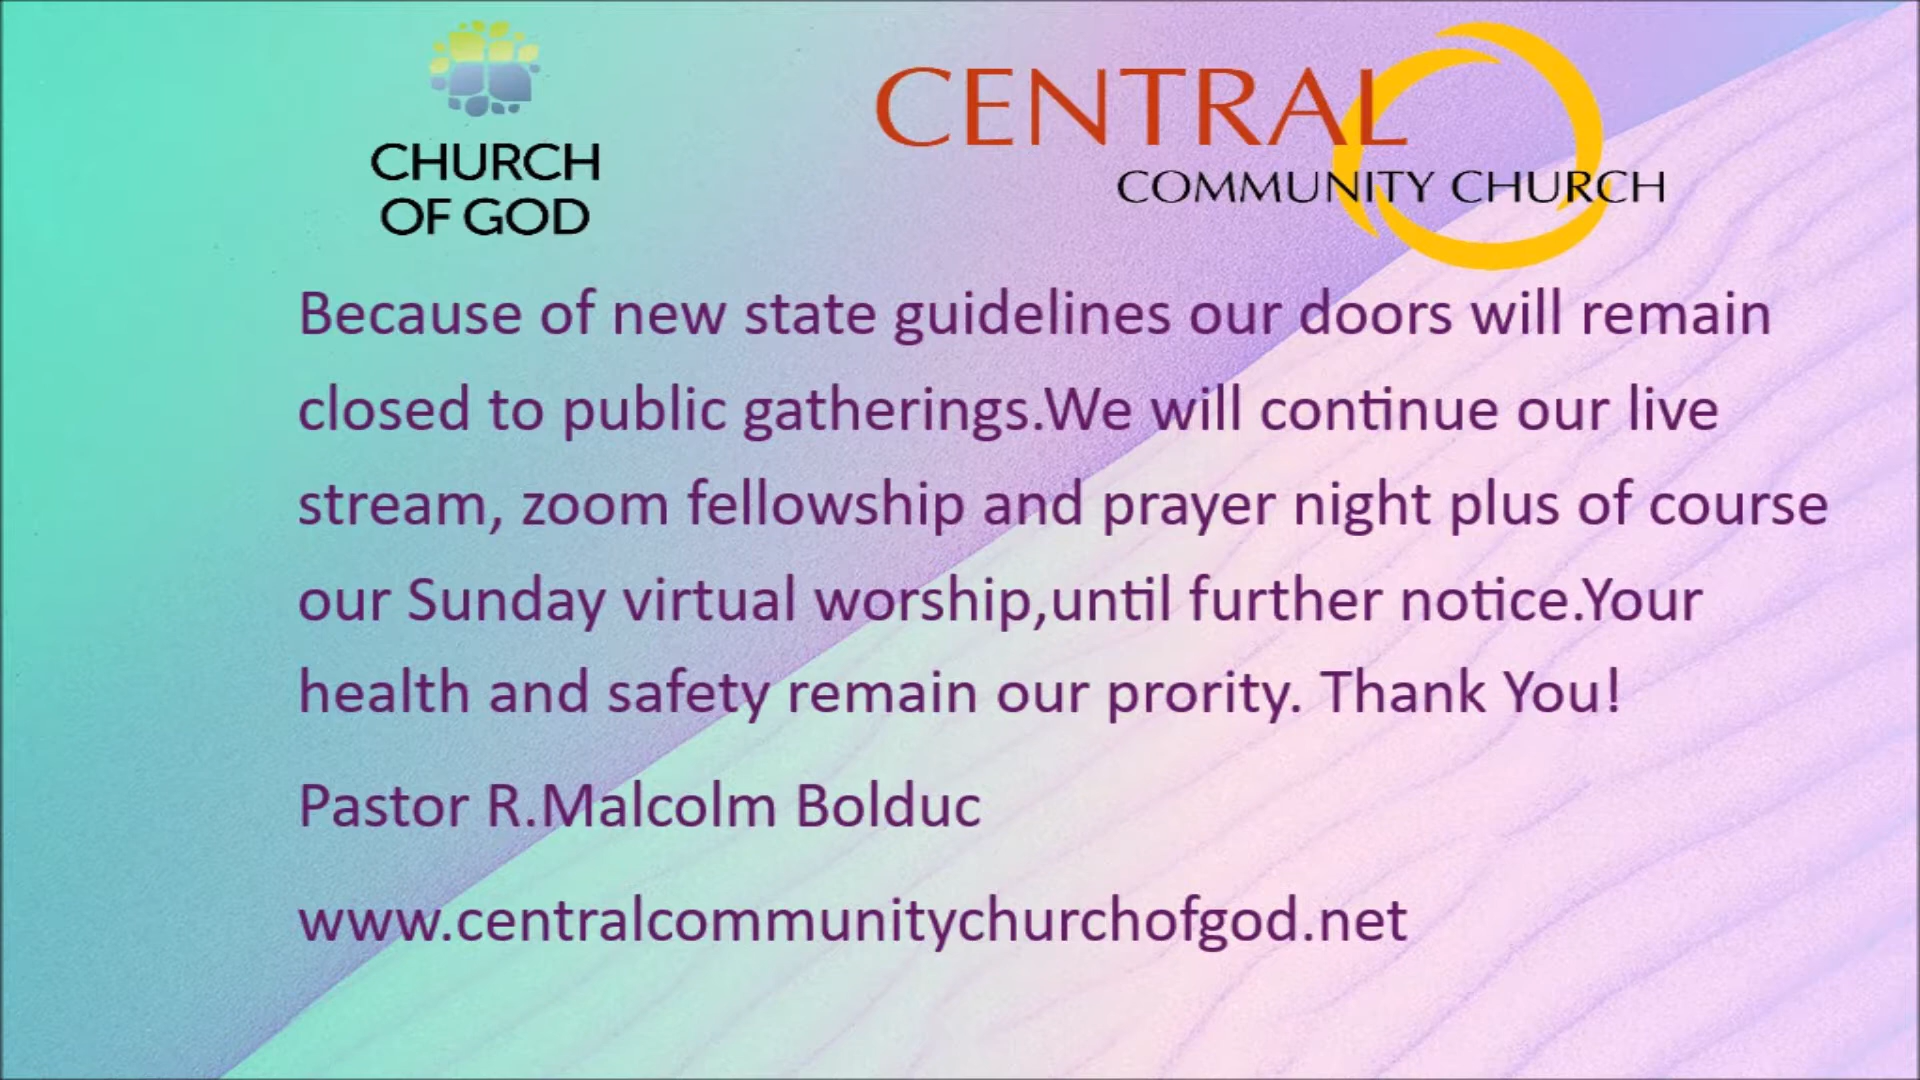 CHURCH
OF GOD
CENTRAL
COMMUNITY CHURCH
Because of new state guidelines our doors will remain
closed to public gatherings.We will continue our live
stream, zoom fellowship and prayer night plus of course
our Sunday virtual worship,until further notice.Your
health and safety remain our prority. Thank You!
Pastor R.Malcolm Bolduc
www.centralcommunitychurchofgod.net